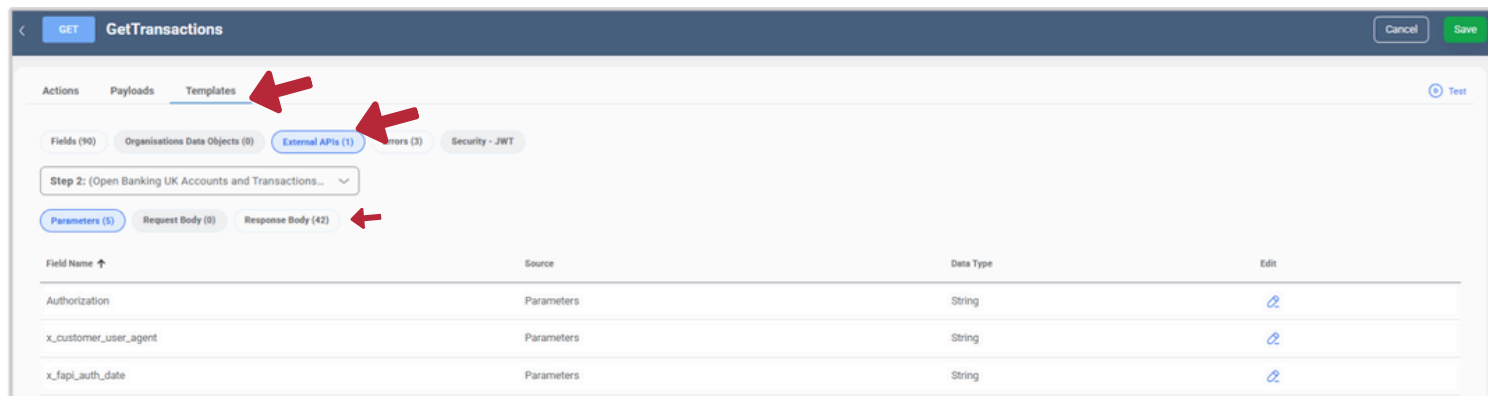 GET GetTransactions Cancel Save
Actions Payloads Templates Test
Fields (90) Organisations Data Objects (0) External APIs (1) rrors (3) Security - JWT
Step 2: (Open Banking UK Accounts and Transactions...
Parameters (5) Request Body (0) Response Body (42)
Field Name Source Data Type Edit
Authorization Parameters String
x_customer_user_agent Parameters String
x_fapi_auth_date Parameters String